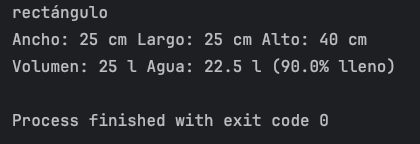 rectángulo
Ancho: 25 cm Largo: 25 cm Alto: 40 cm
Volumen: 25 l Agua: 22.5 l (90.0% lleno)
Process finished with exit code 0